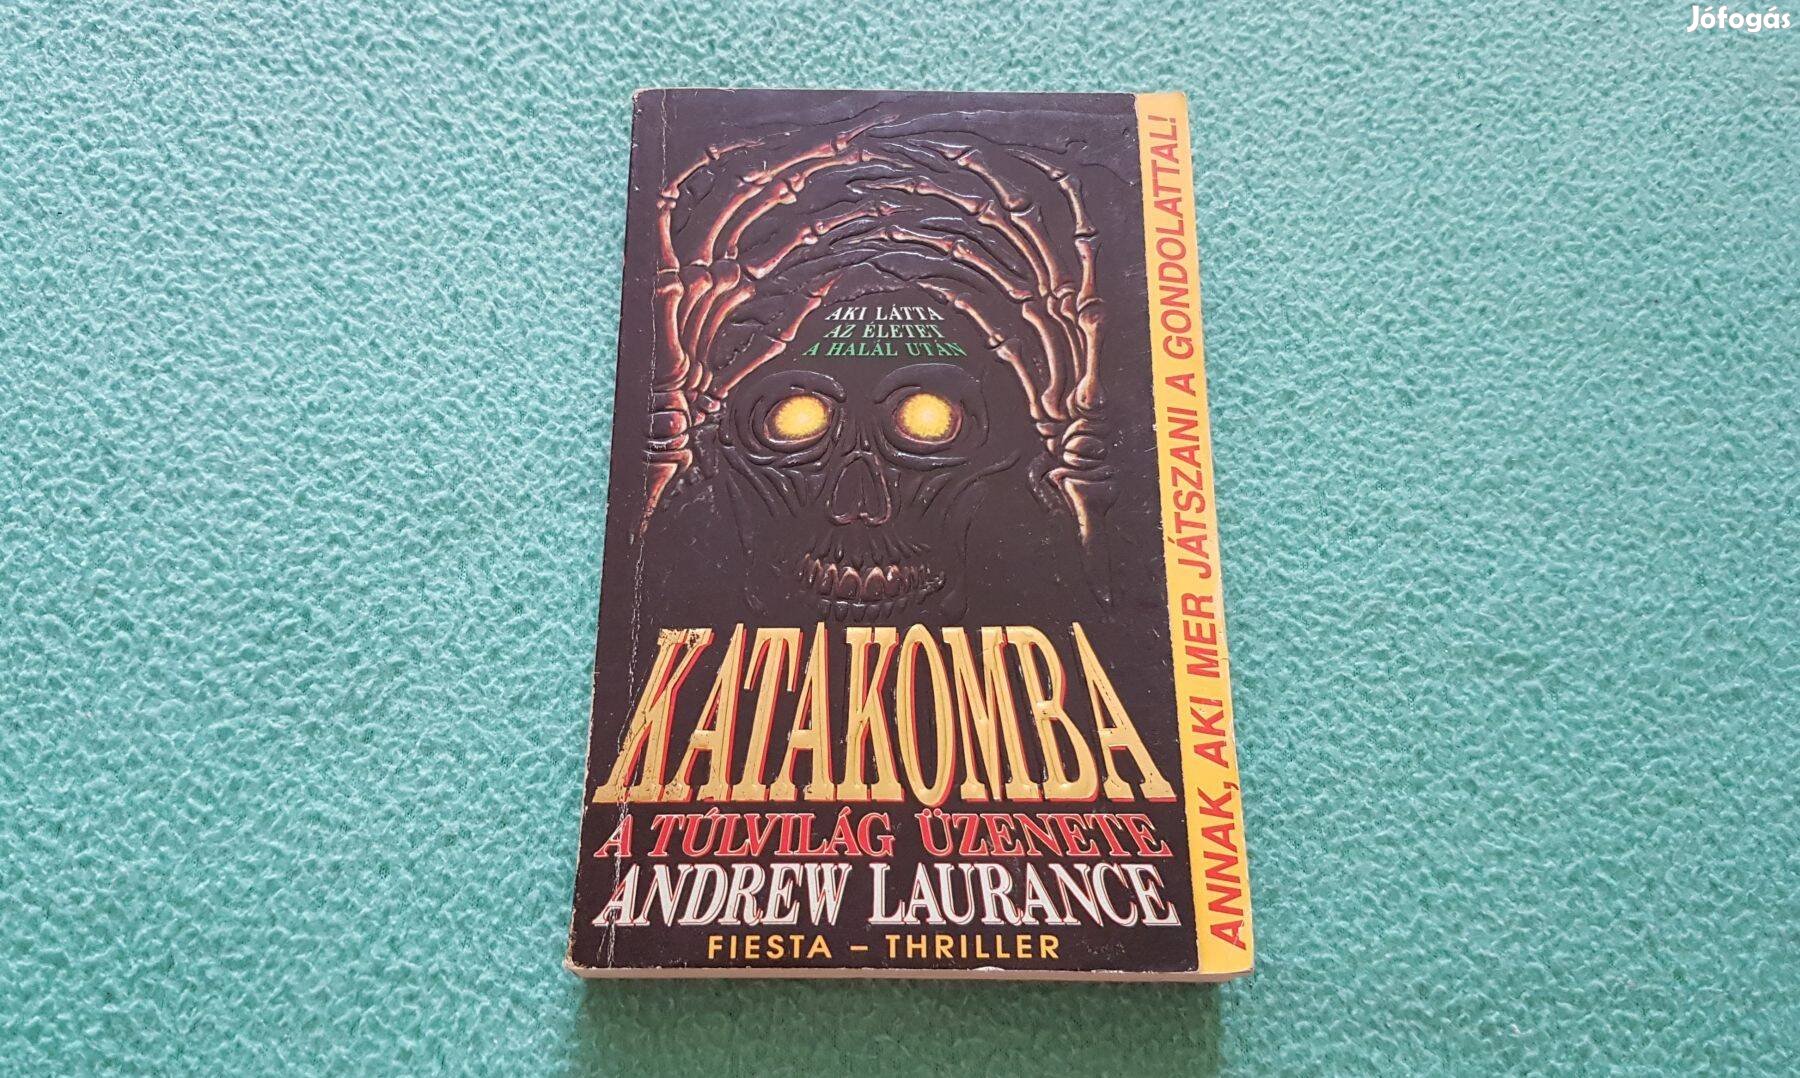 Jófogás
AKI LÁTTA
AZ ÉLETET
A HALÁL UTÁN
KATAKOMBA
A TÚLVILÁG ÜZENETE
ANDREW LAURANCE
FIESTA – THRILLER
ANNAK, AKI MER JÁTSZANI A GONDOLATTAL!